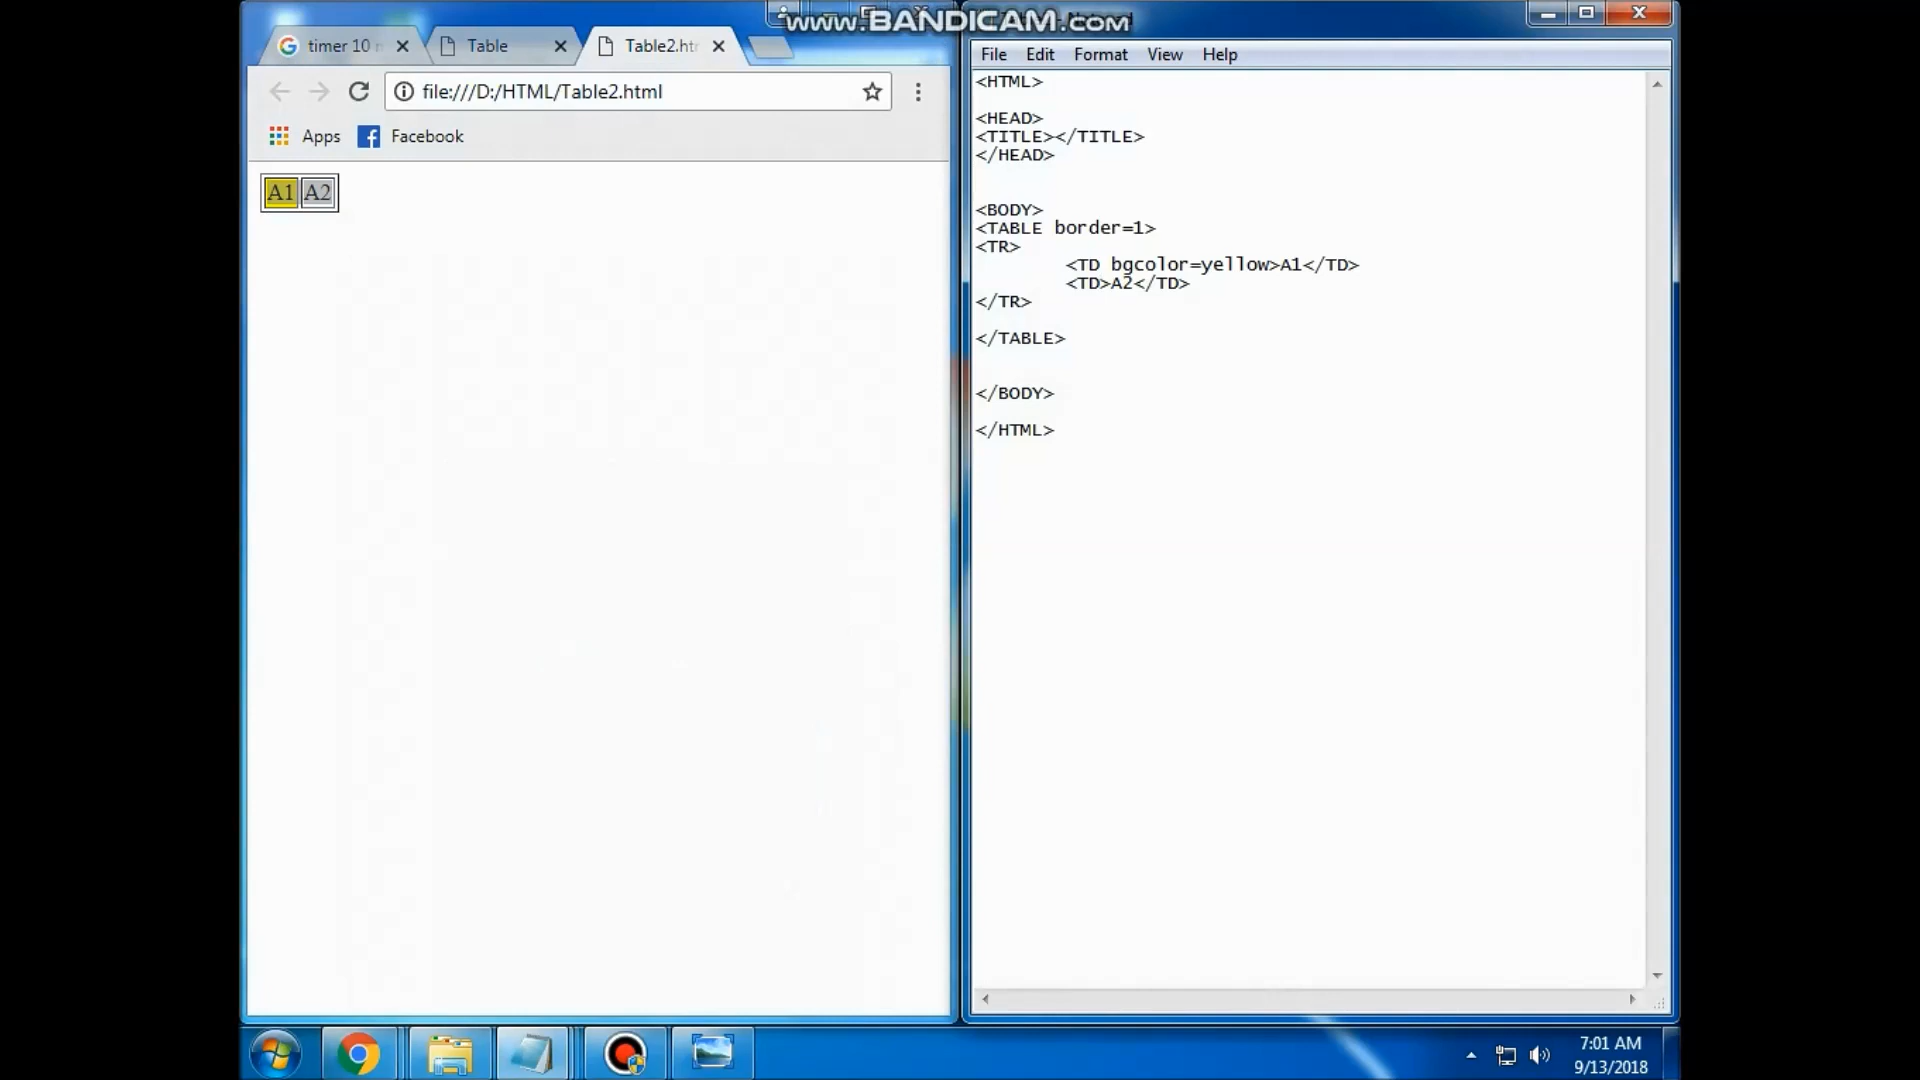 www.BANDICAM.com
timer 10
Table
Table2.ht
file:///D:/HTML/Table2.html
Apps
Facebook
A1 A2
File Edit Format View Help
<HTML>
<HEAD>
<TITLE></TITLE>
</HEAD>
<BODY>
<TABLE border=1>
<TR>
<TD bgcolor=yellow>A1</TD>
<TD>A2</TD>
</TR>
</TABLE>
</BODY>
</HTML>
7:01 AM
9/13/2018